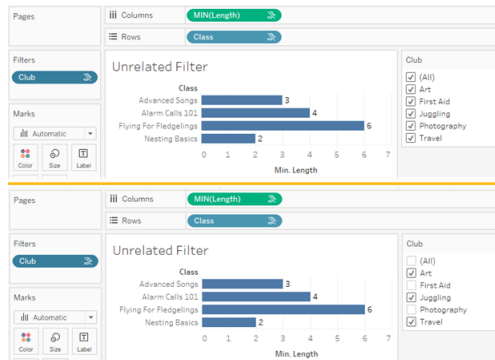 Pages
Columns
MIN(Length)
Rows
Class
Filters
Club
Marks
Automatic
Color
Size
Label
Unrelated Filter
Class
Advanced Songs
3
Alarm Calls 101
4
Flying For Fledgelings
6
Nesting Basics
2
0 1 2 3 4 5 6 7
Min. Length
Club
(All)
Art
First Aid
Juggling
Photography
Travel
Pages
Columns
MIN(Length)
Rows
Class
Filters
Club
Marks
Automatic
Color
Size
Label
Unrelated Filter
Class
Advanced Songs
3
Alarm Calls 101
4
Flying For Fledgelings
6
Nesting Basics
2
0 1 2 3 4 5 6 7
Min. Length
Club
(All)
Art
First Aid
Juggling
Photography
Travel